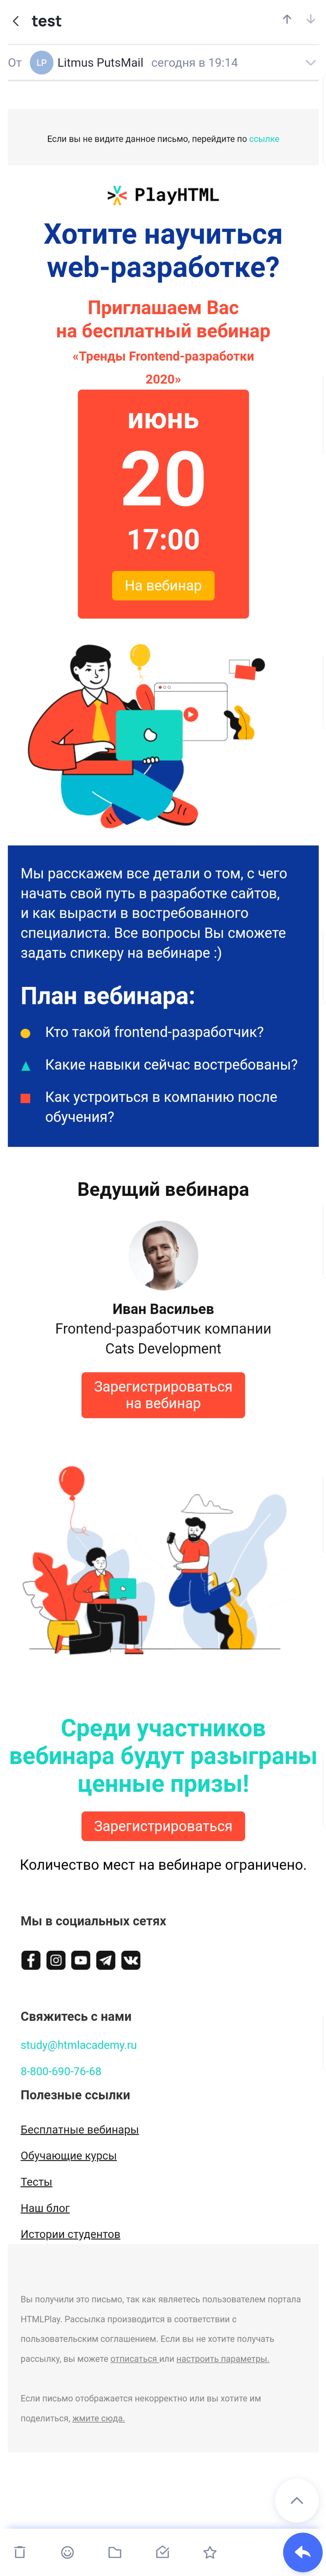 test
От LP Litmus PutsMail сегодня в 19:14
Если вы не видите данное письмо, перейдите по ссылке
PlayHTML
Хотите научиться
web-разработке?
Приглашаем Вас
на бесплатный вебинар
«Тренды Frontend-разработки
2020»
июнь
20
17:00
На вебинар
Мы расскажем все детали о том, с чего
начать свой путь в разработке сайтов,
и как вырасти в востребованного
специалиста. Все вопросы Вы сможете
задать спикеру на вебинаре :)
План вебинара:
Кто такой frontend-разработчик?
Какие навыки сейчас востребованы?
Как устроиться в компанию после
обучения?
Ведущий вебинара
Иван Васильев
Frontend-разработчик компании
Cats Development
Зарегистрироваться
на вебинар
Среди участников
вебинара будут разыграны
ценные призы!
Зарегистрироваться
Количество мест на вебинаре ограничено.
Мы в социальных сетях
Свяжитесь с нами
study@htmlacademy.ru
8-800-690-76-68
Полезные ссылки
Бесплатные вебинары
Обучающие курсы
Тесты
Наш блог
Истории студентов
Вы получили это письмо, так как являетесь пользователем портала
HTMLPlay. Рассылка производится в соответствии с
пользовательским соглашением. Если вы не хотите получать
рассылку, вы можете отписаться или настроить параметры.
Если письмо отображается некорректно или вы хотите им
поделиться, жмите сюда.